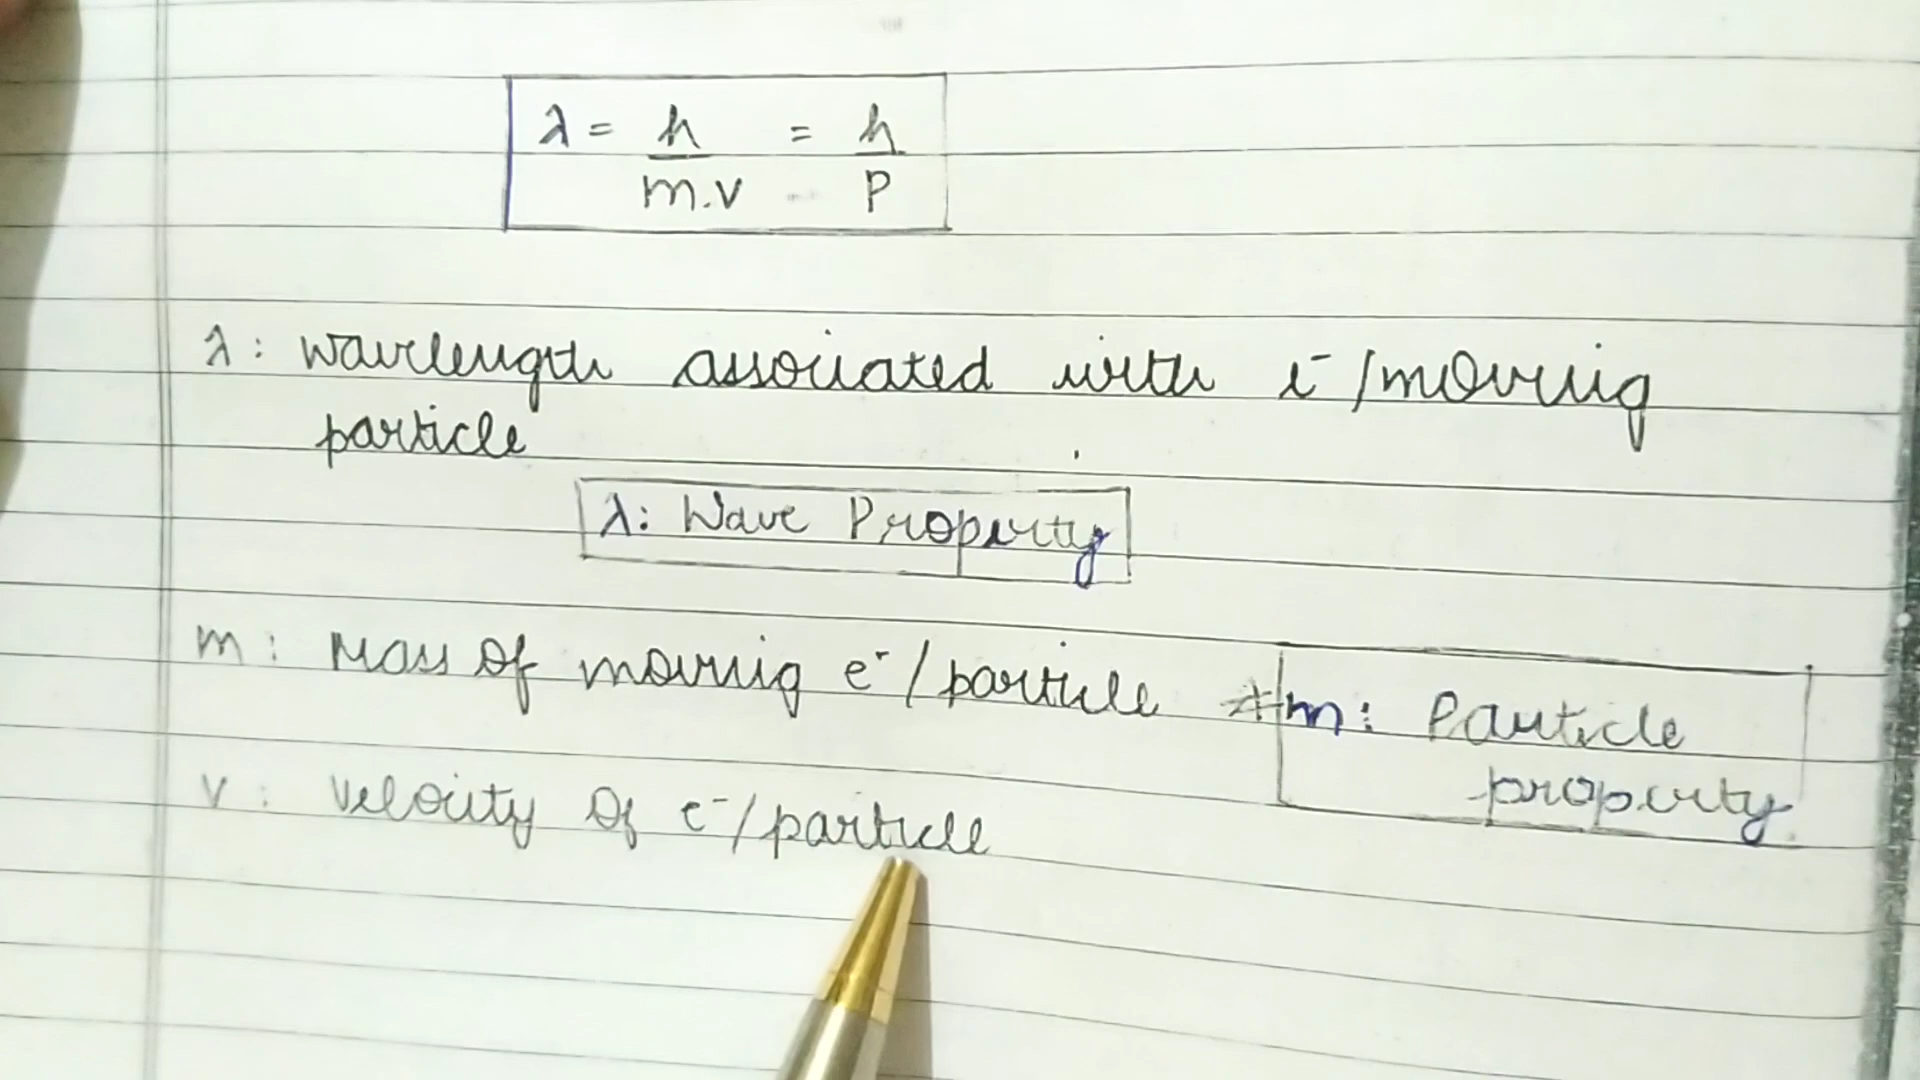 λ = h = h
m.v P
λ: wavelength associated with e⁻/moving
particle
λ: Wave Property
m: Mass of moving e⁻/particle *m: Particle
property
v: velocity of e⁻/particle